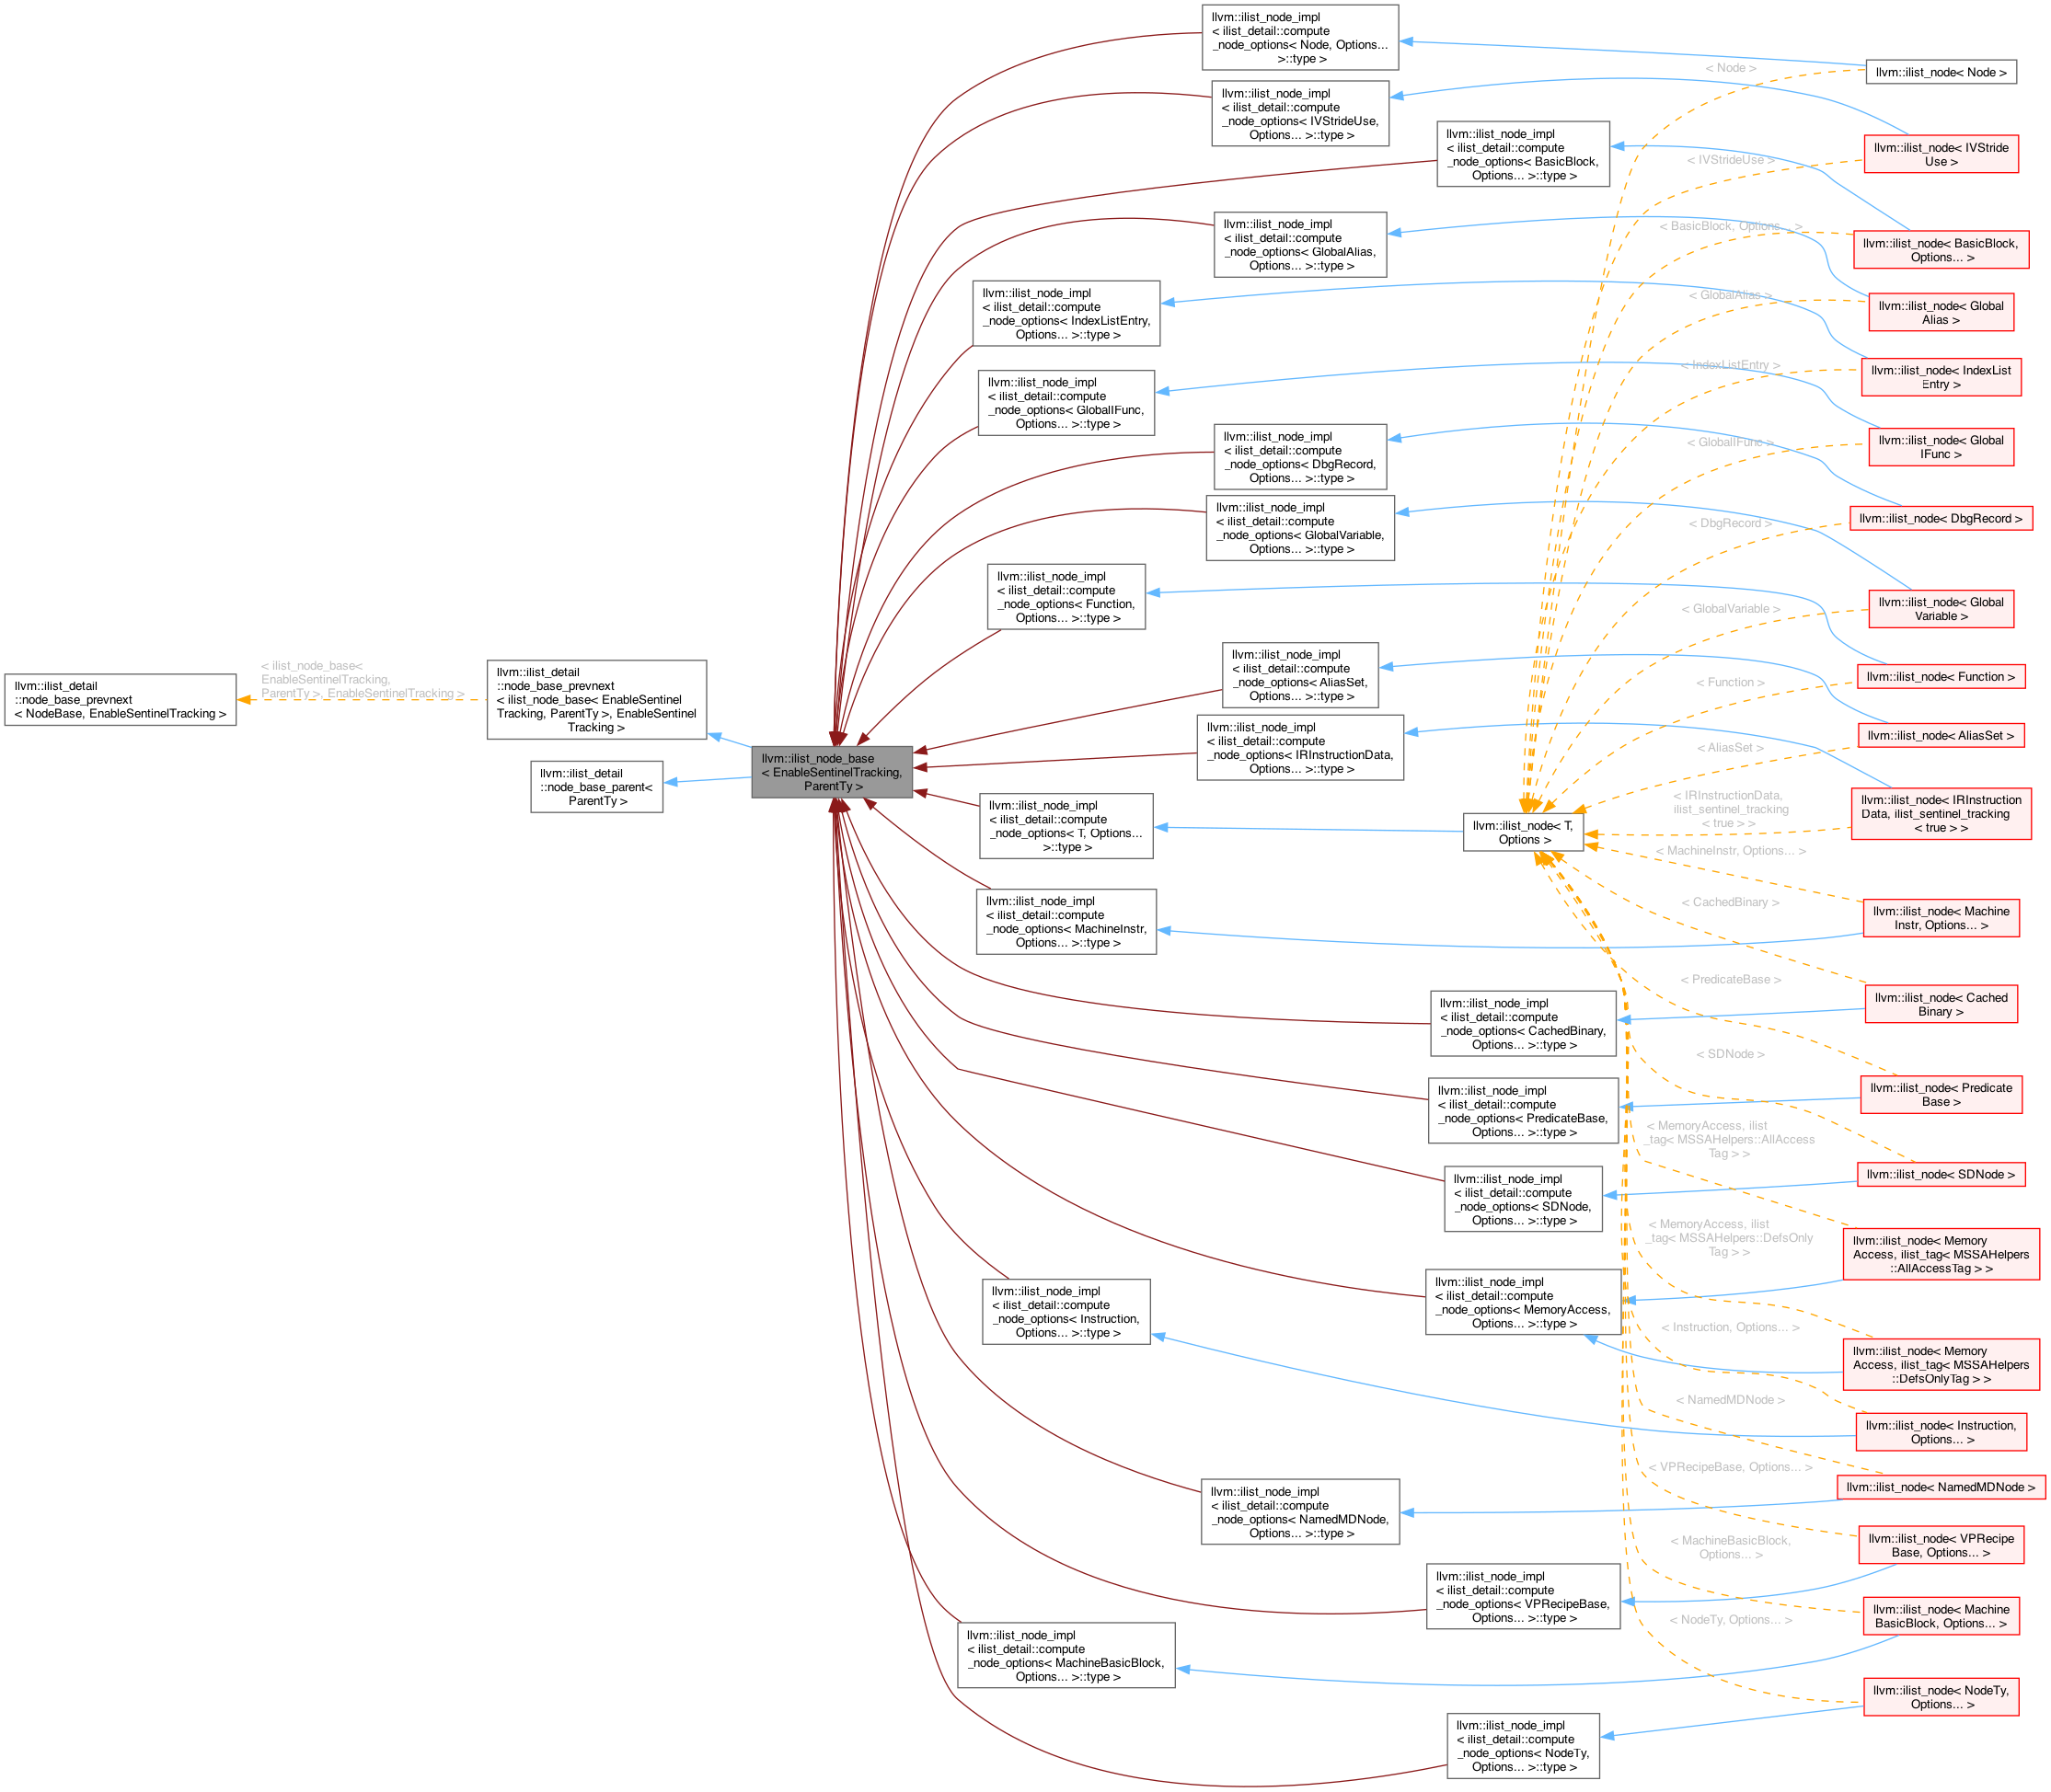 llvm::ilist_detail
::node_base_prevnext
< NodeBase, EnableSentinelTracking >
< ilist_node_base<
EnableSentinelTracking,
ParentTy >, EnableSentinelTracking >
llvm::ilist_detail
::node_base_prevnext
< ilist_node_base< EnableSentinel
Tracking, ParentTy >, EnableSentinel
Tracking >
llvm::ilist_detail
::node_base_parent<
ParentTy >
llvm::ilist_node_base
< EnableSentinelTracking,
ParentTy >
llvm::ilist_node_impl
< ilist_detail::compute
_node_options< Node, Options...
>::type >
llvm::ilist_node_impl
< ilist_detail::compute
_node_options< IVStrideUse,
Options... >::type >
llvm::ilist_node_impl
< ilist_detail::compute
_node_options< BasicBlock,
Options... >::type >
llvm::ilist_node_impl
< ilist_detail::compute
_node_options< GlobalAlias,
Options... >::type >
llvm::ilist_node_impl
< ilist_detail::compute
_node_options< IndexListEntry,
Options... >::type >
llvm::ilist_node_impl
< ilist_detail::compute
_node_options< GlobalIFunc,
Options... >::type >
llvm::ilist_node_impl
< ilist_detail::compute
_node_options< DbgRecord,
Options... >::type >
llvm::ilist_node_impl
< ilist_detail::compute
_node_options< GlobalVariable,
Options... >::type >
llvm::ilist_node_impl
< ilist_detail::compute
_node_options< Function,
Options... >::type >
llvm::ilist_node_impl
< ilist_detail::compute
_node_options< AliasSet,
Options... >::type >
llvm::ilist_node_impl
< ilist_detail::compute
_node_options< IRInstructionData,
Options... >::type >
llvm::ilist_node_impl
< ilist_detail::compute
_node_options< T, Options...
>::type >
llvm::ilist_node_impl
< ilist_detail::compute
_node_options< MachineInstr,
Options... >::type >
llvm::ilist_node_impl
< ilist_detail::compute
_node_options< CachedBinary,
Options... >::type >
llvm::ilist_node_impl
< ilist_detail::compute
_node_options< PredicateBase,
Options... >::type >
llvm::ilist_node_impl
< ilist_detail::compute
_node_options< SDNode,
Options... >::type >
llvm::ilist_node_impl
< ilist_detail::compute
_node_options< MemoryAccess,
Options... >::type >
llvm::ilist_node_impl
< ilist_detail::compute
_node_options< Instruction,
Options... >::type >
llvm::ilist_node_impl
< ilist_detail::compute
_node_options< NamedMDNode,
Options... >::type >
llvm::ilist_node_impl
< ilist_detail::compute
_node_options< VPRecipeBase,
Options... >::type >
llvm::ilist_node_impl
< ilist_detail::compute
_node_options< MachineBasicBlock,
Options... >::type >
llvm::ilist_node_impl
< ilist_detail::compute
_node_options< NodeTy,
Options... >::type >
llvm::ilist_node< T,
Options >
< Node >
< IVStrideUse >
< BasicBlock, Options... >
< GlobalAlias >
< IndexListEntry >
< GlobalIFunc >
< DbgRecord >
< GlobalVariable >
< Function >
< AliasSet >
< IRInstructionData,
ilist_sentinel_tracking
< true > >
< MachineInstr, Options... >
< CachedBinary >
< PredicateBase >
< SDNode >
< MemoryAccess, ilist
_tag< MSSAHelpers::AllAccess
Tag > >
< MemoryAccess, ilist
_tag< MSSAHelpers::DefsOnly
Tag > >
< Instruction, Options... >
< NamedMDNode >
< VPRecipeBase, Options... >
< MachineBasicBlock,
Options... >
< NodeTy, Options... >
llvm::ilist_node< Node >
llvm::ilist_node< IVStride
Use >
llvm::ilist_node< BasicBlock,
Options... >
llvm::ilist_node< Global
Alias >
llvm::ilist_node< IndexList
Entry >
llvm::ilist_node< Global
IFunc >
llvm::ilist_node< DbgRecord >
llvm::ilist_node< Global
Variable >
llvm::ilist_node< Function >
llvm::ilist_node< AliasSet >
llvm::ilist_node< IRInstruction
Data, ilist_sentinel_tracking
< true > >
llvm::ilist_node< Machine
Instr, Options... >
llvm::ilist_node< Cached
Binary >
llvm::ilist_node< Predicate
Base >
llvm::ilist_node< SDNode >
llvm::ilist_node< Memory
Access, ilist_tag< MSSAHelpers
::AllAccessTag > >
llvm::ilist_node< Memory
Access, ilist_tag< MSSAHelpers
::DefsOnlyTag > >
llvm::ilist_node< Instruction,
Options... >
llvm::ilist_node< NamedMDNode >
llvm::ilist_node< VPRecipe
Base, Options... >
llvm::ilist_node< Machine
BasicBlock, Options... >
llvm::ilist_node< NodeTy,
Options... >